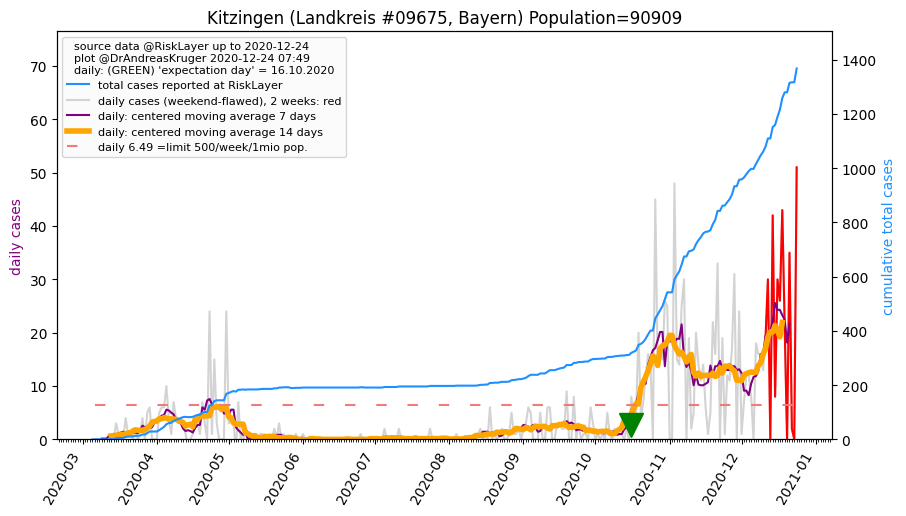 Kitzingen (Landkreis #09675, Bayern) Population=90909
source data @RiskLayer up to 2020-12-24
plot @DrAndreasKruger 2020-12-24 07:49
daily: (GREEN) 'expectation day' = 16.10.2020
total cases reported at RiskLayer
daily cases (weekend-flawed), 2 weeks: red
daily: centered moving average 7 days
daily: centered moving average 14 days
daily 6.49 =limit 500/week/1mio pop.
daily cases
70
60
50
40
30
20
10
0
cumulative total cases
1400
1200
1000
800
600
400
200
0
2020-03
2020-04
2020-05
2020-06
2020-07
2020-08
2020-09
2020-10
2020-11
2020-12
2021-01